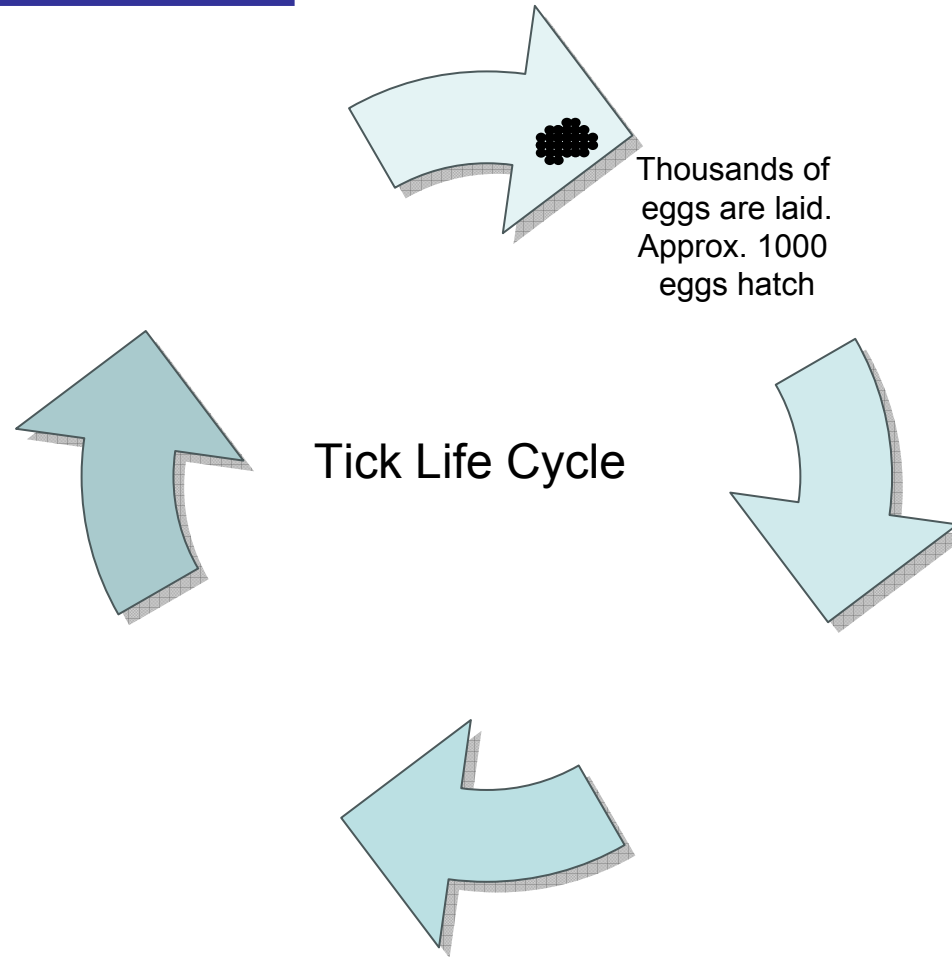 Thousands of
eggs are laid.
Approx. 1000
eggs hatch
Tick Life Cycle